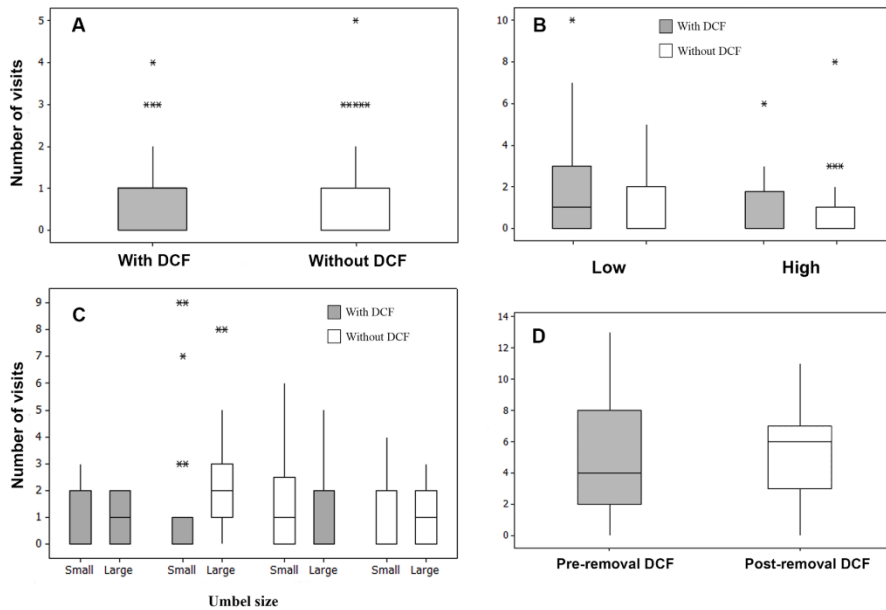 A
Number of visits
5
4
3
2
1
0
*
***
*
*****
With DCF
Without DCF
B
With DCF
Without DCF
10
8
6
4
2
0
*
*
*
***
Low
High
C
With DCF
Without DCF
Number of visits
9
8
7
6
5
4
3
2
1
0
**
*
**
**
Small Large Small Large Small Large Small Large
Umbel size
D
14
12
10
8
6
4
2
0
Pre-removal DCF
Post-removal DCF